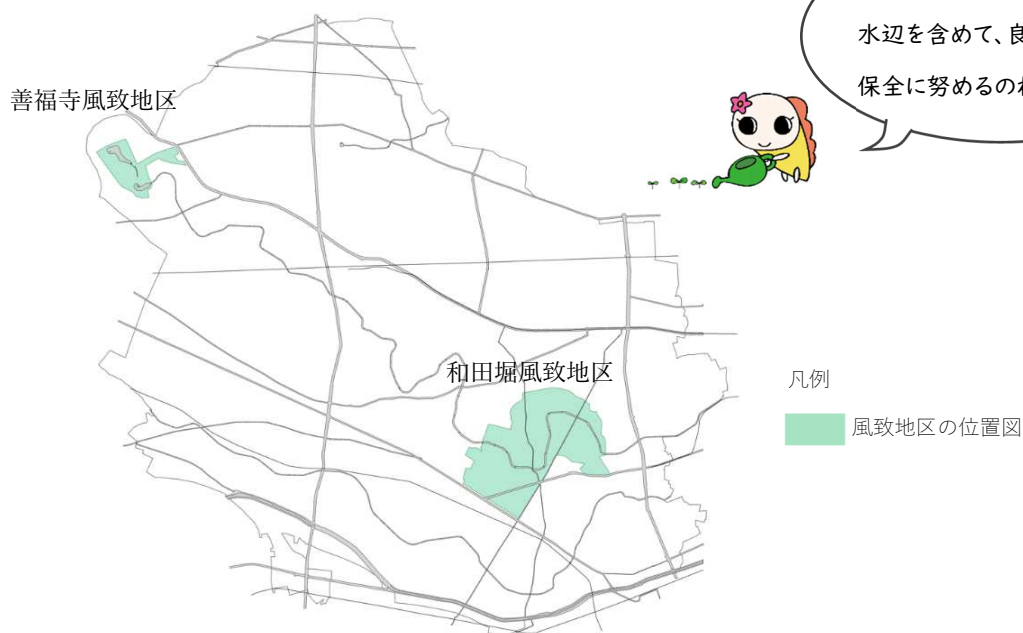 水辺を含めて、良
保全に努めるのね
善福寺風致地区
和田堀風致地区
凡例
風致地区の位置図